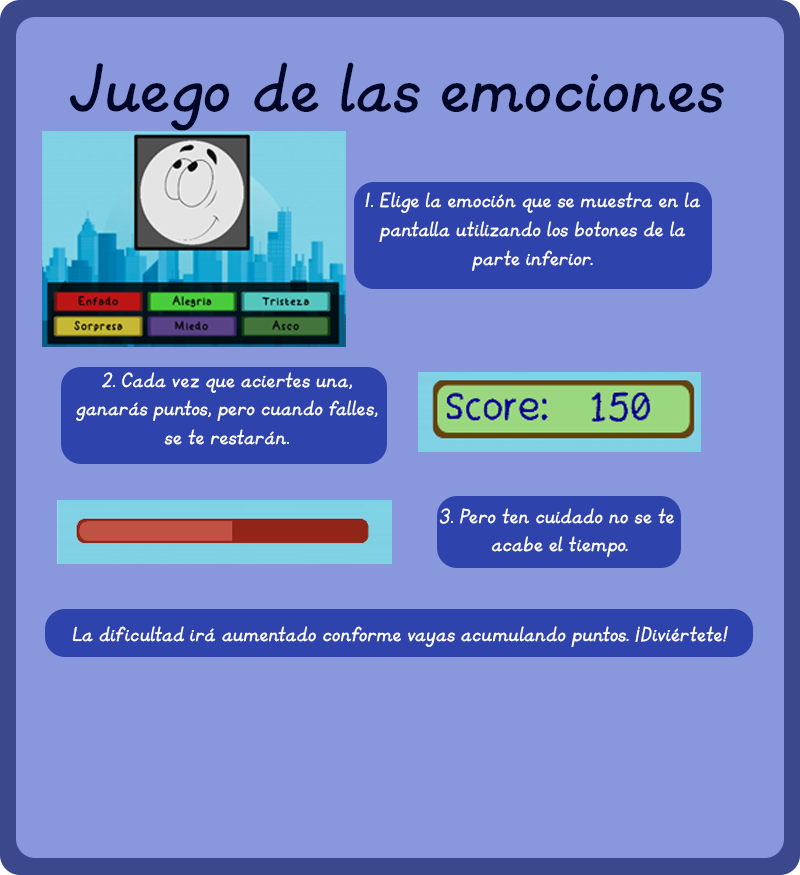 Juego de las emociones
1. Elige la emoción que se muestra en la
pantalla utilizando los botones de la
parte inferior.
Enfado Alegria Tristeza
Sorpresa Miedo Asco
2. Cada vez que aciertes una,
ganarás puntos, pero cuando falles,
se te restarán.
Score: 150
3. Pero ten cuidado no se te
acabe el tiempo.
La dificultad irá aumentado conforme vayas acumulando puntos. ¡Diviértete!